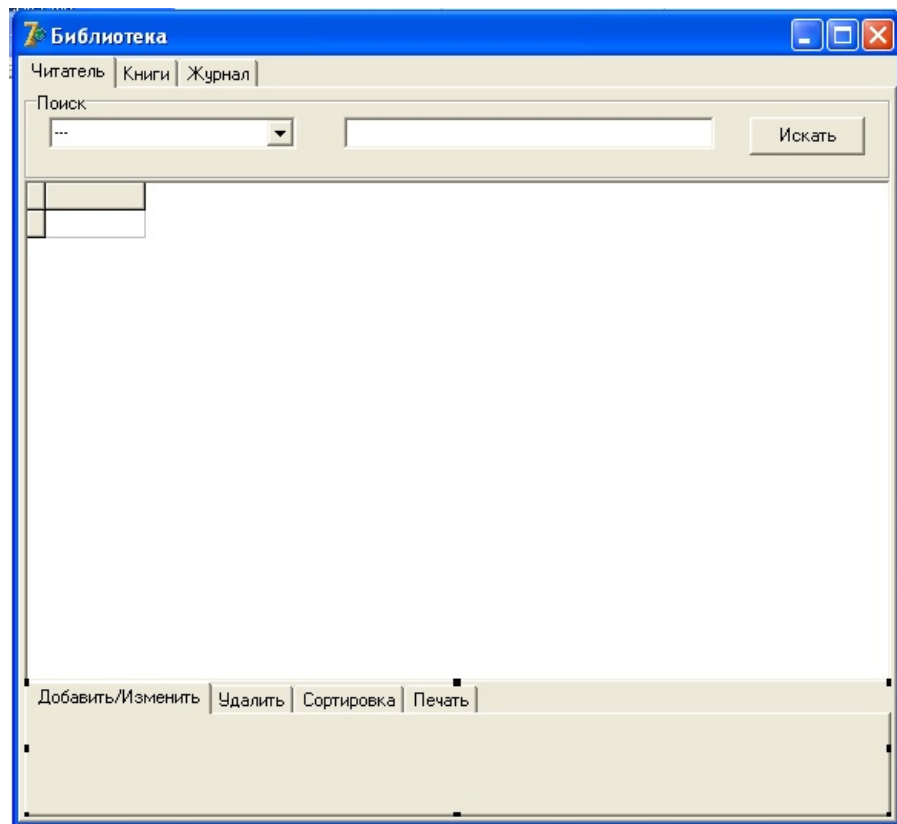 Библиотека
Читатель Книги Журнал
Поиск
--- Искать
Добавить/Изменить Удалить Сортировка Печать